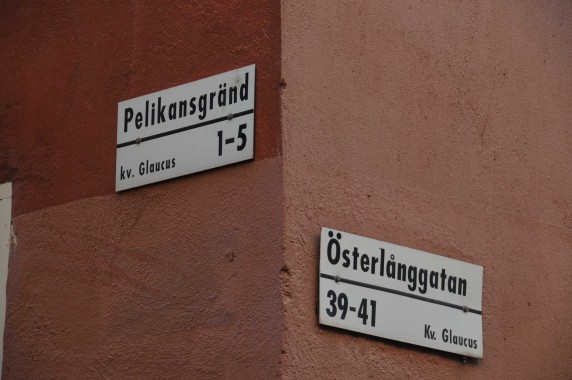 Pelikansgränd
1-5
kv. Glaucus
Österlånggatan
39-41
Kv. Glaucus